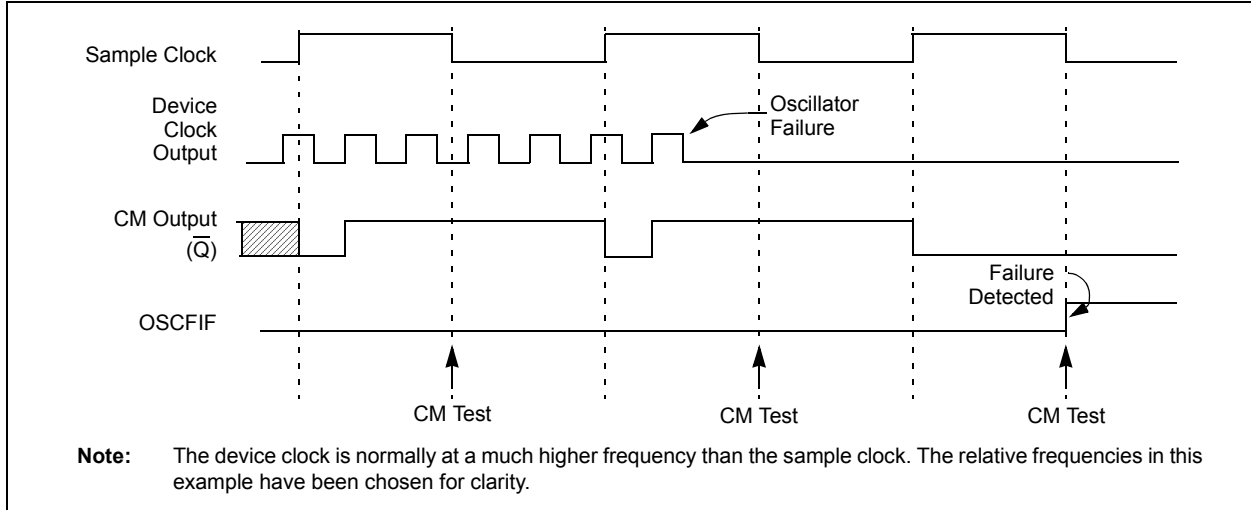 Sample Clock
Device
Clock
Output
Oscillator
Failure
CM Output
(Q̅)
Failure
Detected
OSCFIF
CM Test
CM Test
CM Test
Note: The device clock is normally at a much higher frequency than the sample clock. The relative frequencies in this
example have been chosen for clarity.